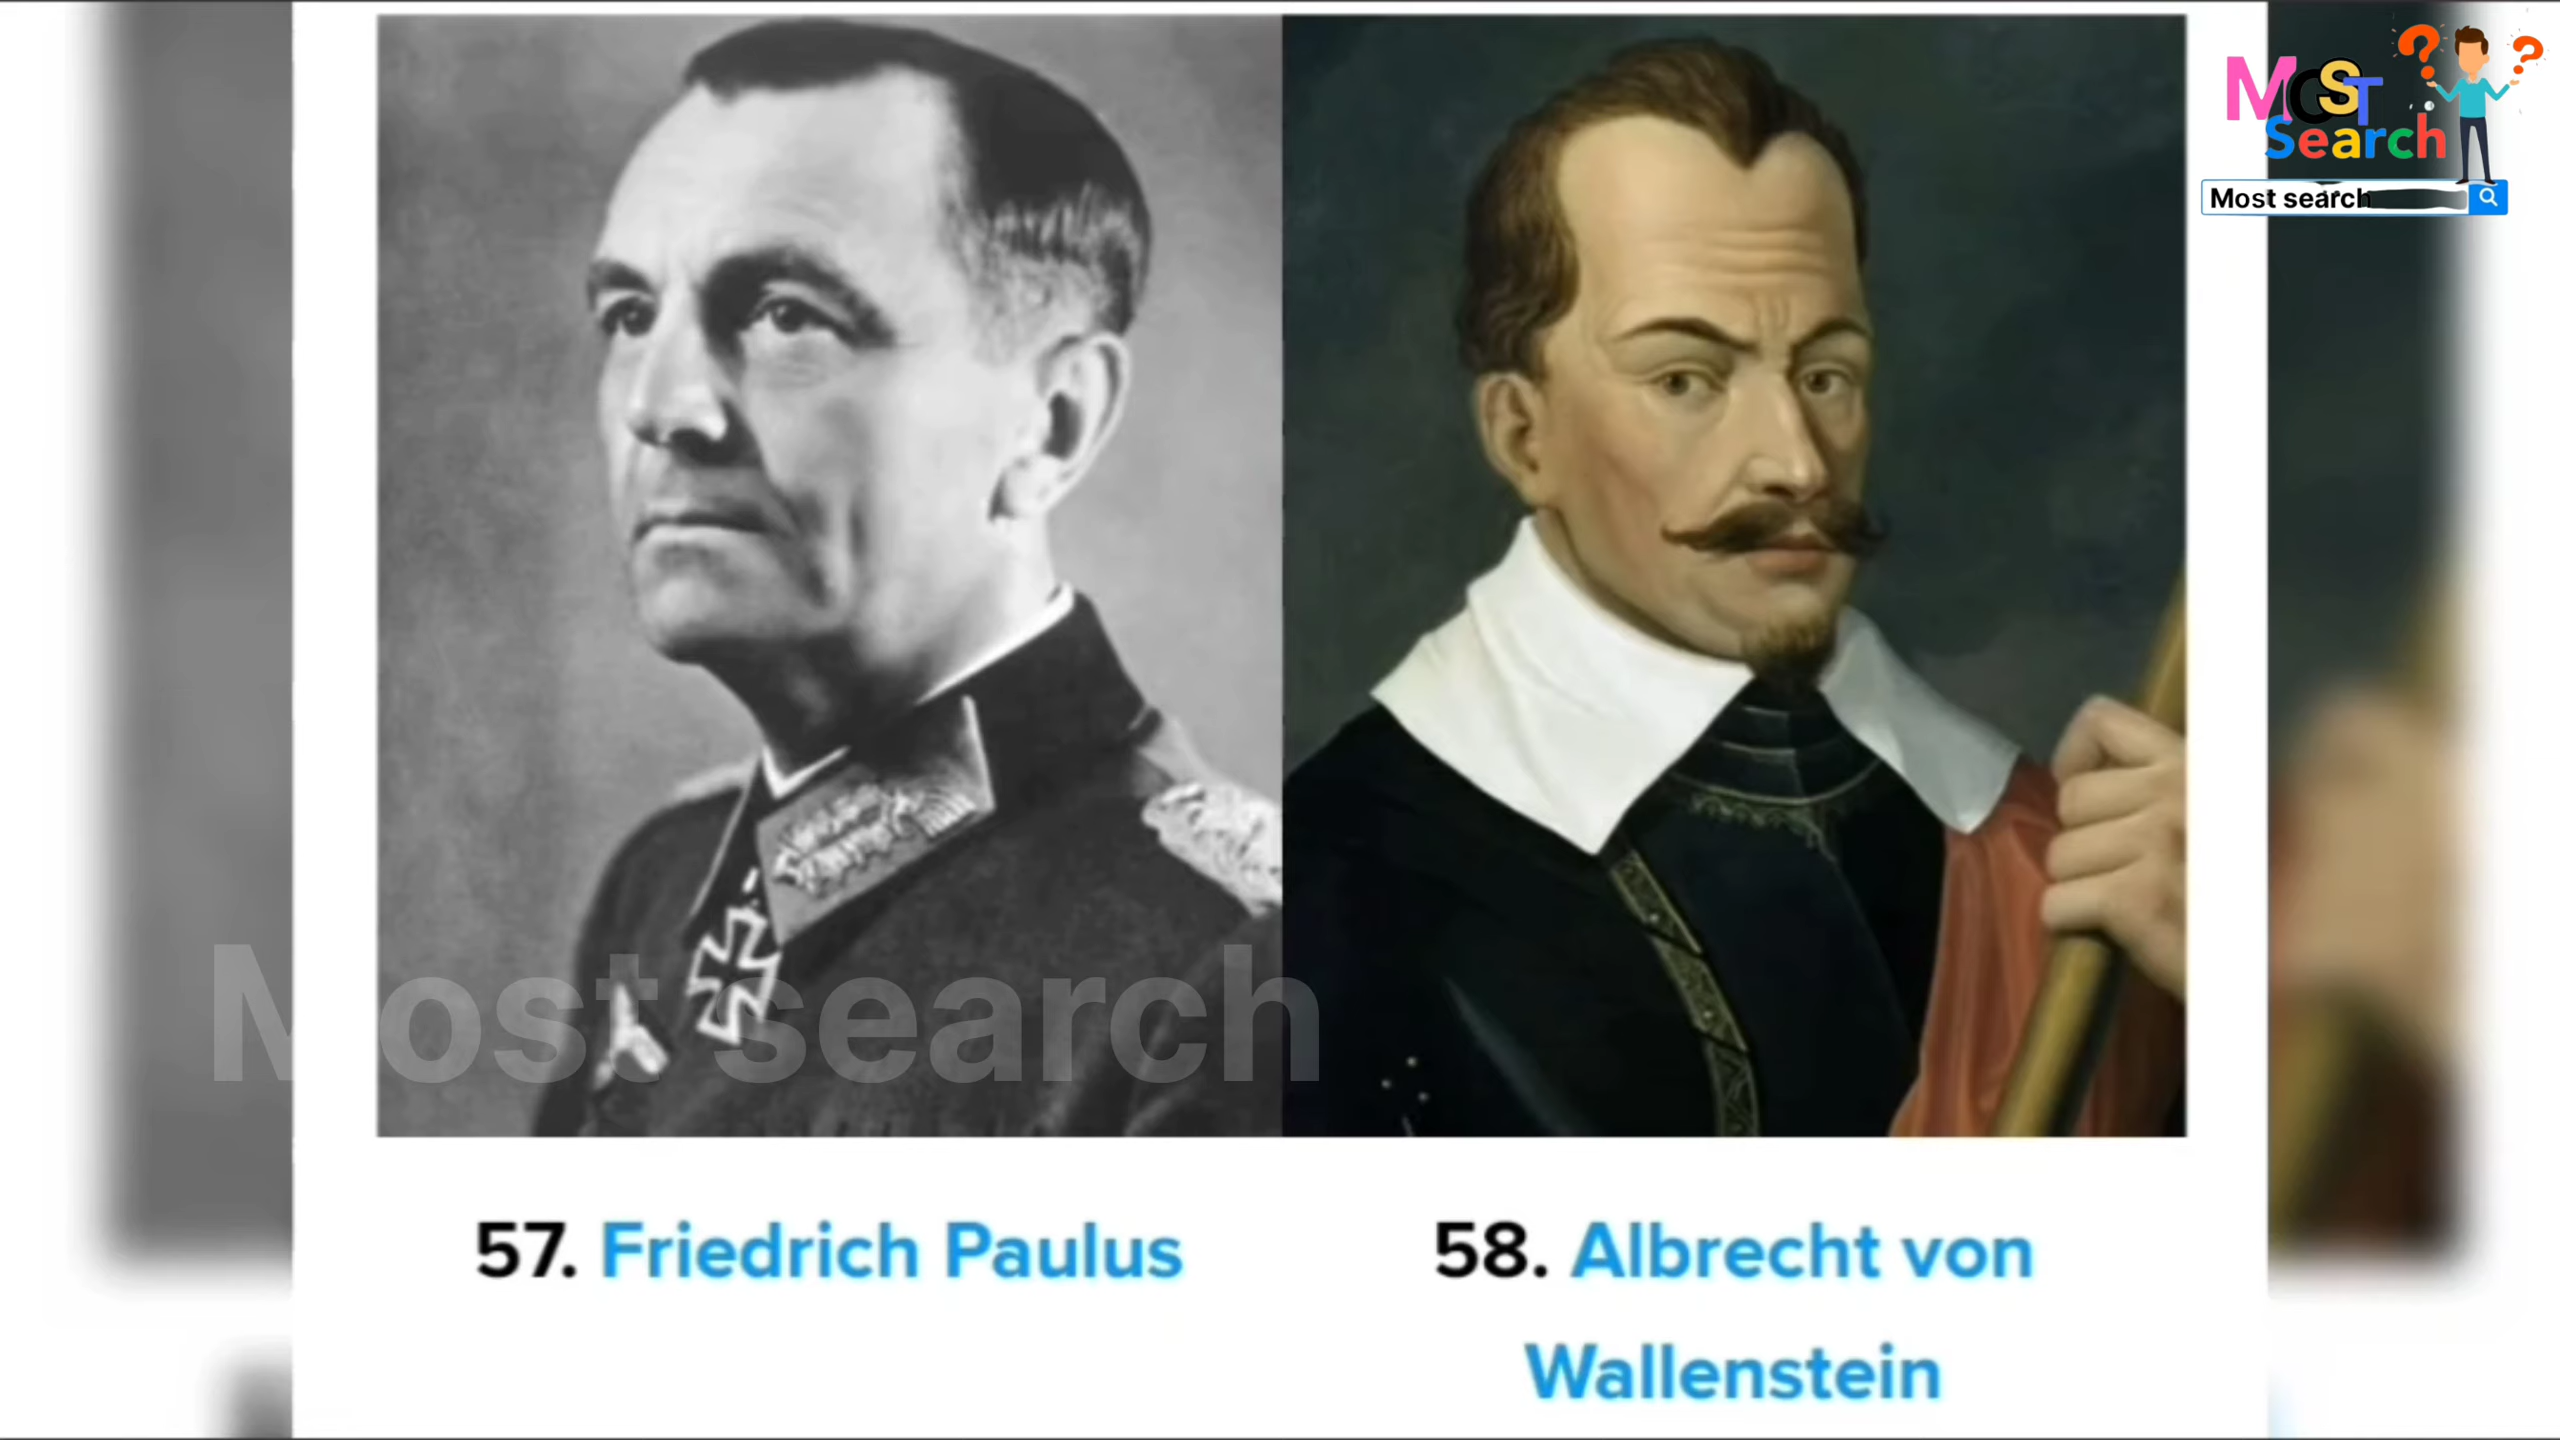 MOST
Search
Most search
Most search
57. Friedrich Paulus
58. Albrecht von
Wallenstein